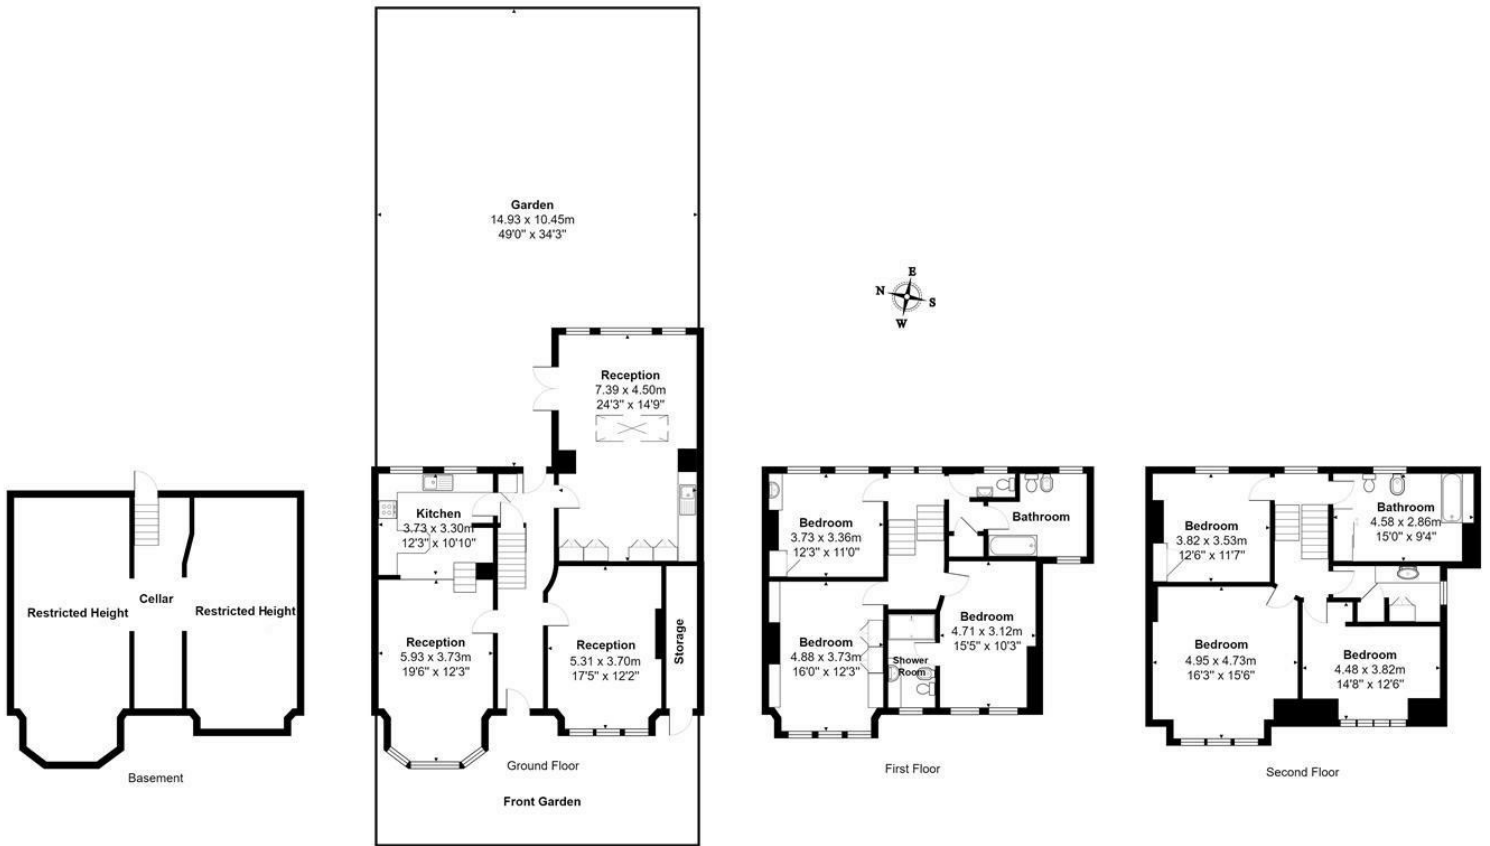 Garden
14.93 x 10.45m
49'0" x 34'3"
E
N
S
W
Reception
7.39 x 4.50m
24'3" x 14'9"
Kitchen
3.73 x 3.30m
12'3" x 10'10"
Reception
5.93 x 3.73m
19'6" x 12'3"
Reception
5.31 x 3.70m
17'5" x 12'2"
Storage
Ground Floor
Front Garden
Restricted Height
Cellar
Restricted Height
Basement
Bedroom
3.73 x 3.36m
12'3" x 11'0"
Bathroom
Bedroom
4.88 x 3.73m
16'0" x 12'3"
Shower
Room
Bedroom
4.71 x 3.12m
15'5" x 10'3"
First Floor
Bedroom
3.82 x 3.53m
12'6" x 11'7"
Bathroom
4.58 x 2.86m
15'0" x 9'4"
Bedroom
4.95 x 4.73m
16'3" x 15'6"
Bedroom
4.48 x 3.82m
14'8" x 12'6"
Second Floor